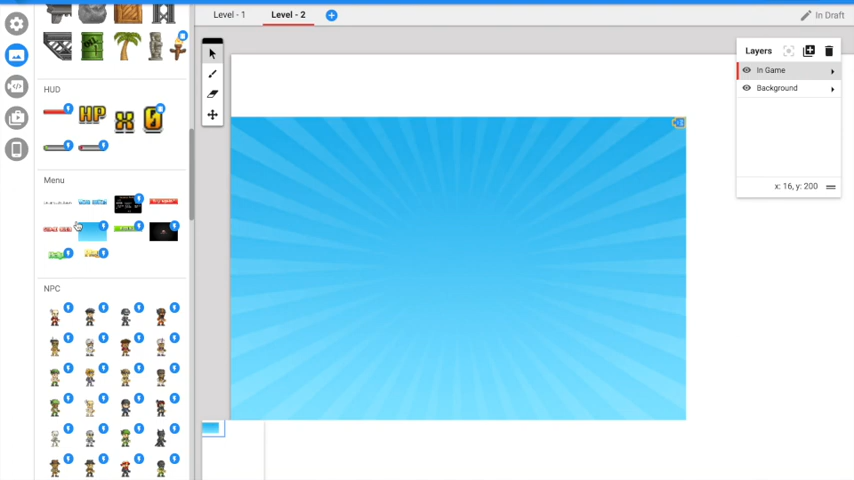 Level - 1
Level - 2
In Draft
Layers
In Game
Background
x: 16, y: 200
HUD
HP
x 0
Menu
NPC